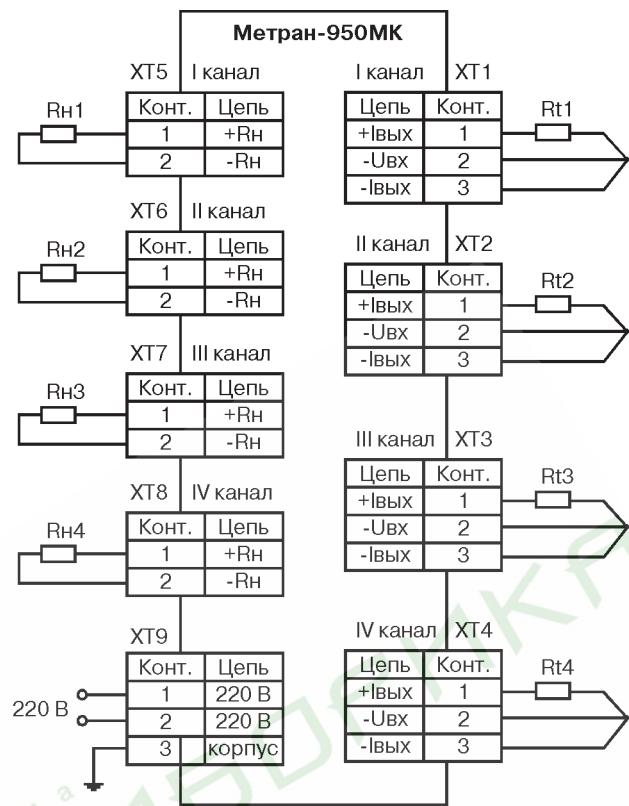 Метран-950МК
XT5 I канал
Конт. Цепь
Rн1
1 +Rн
2 -Rн
XT6 II канал
Конт. Цепь
Rн2
1 +Rн
2 -Rн
XT7 III канал
Конт. Цепь
Rн3
1 +Rн
2 -Rн
XT8 IV канал
Конт. Цепь
Rн4
1 +Rн
2 -Rн
XT9
Конт. Цепь
220 В
1 220 В
2 220 В
3 корпус
I канал XT1
Цепь Конт.
Rt1
+Iвых 1
-Uвх 2
-Iвых 3
II канал XT2
Цепь Конт.
Rt2
+Iвых 1
-Uвх 2
-Iвых 3
III канал XT3
Цепь Конт.
Rt3
+Iвых 1
-Uвх 2
-Iвых 3
IV канал XT4
Цепь Конт.
Rt4
+Iвых 1
-Uвх 2
-Iвых 3